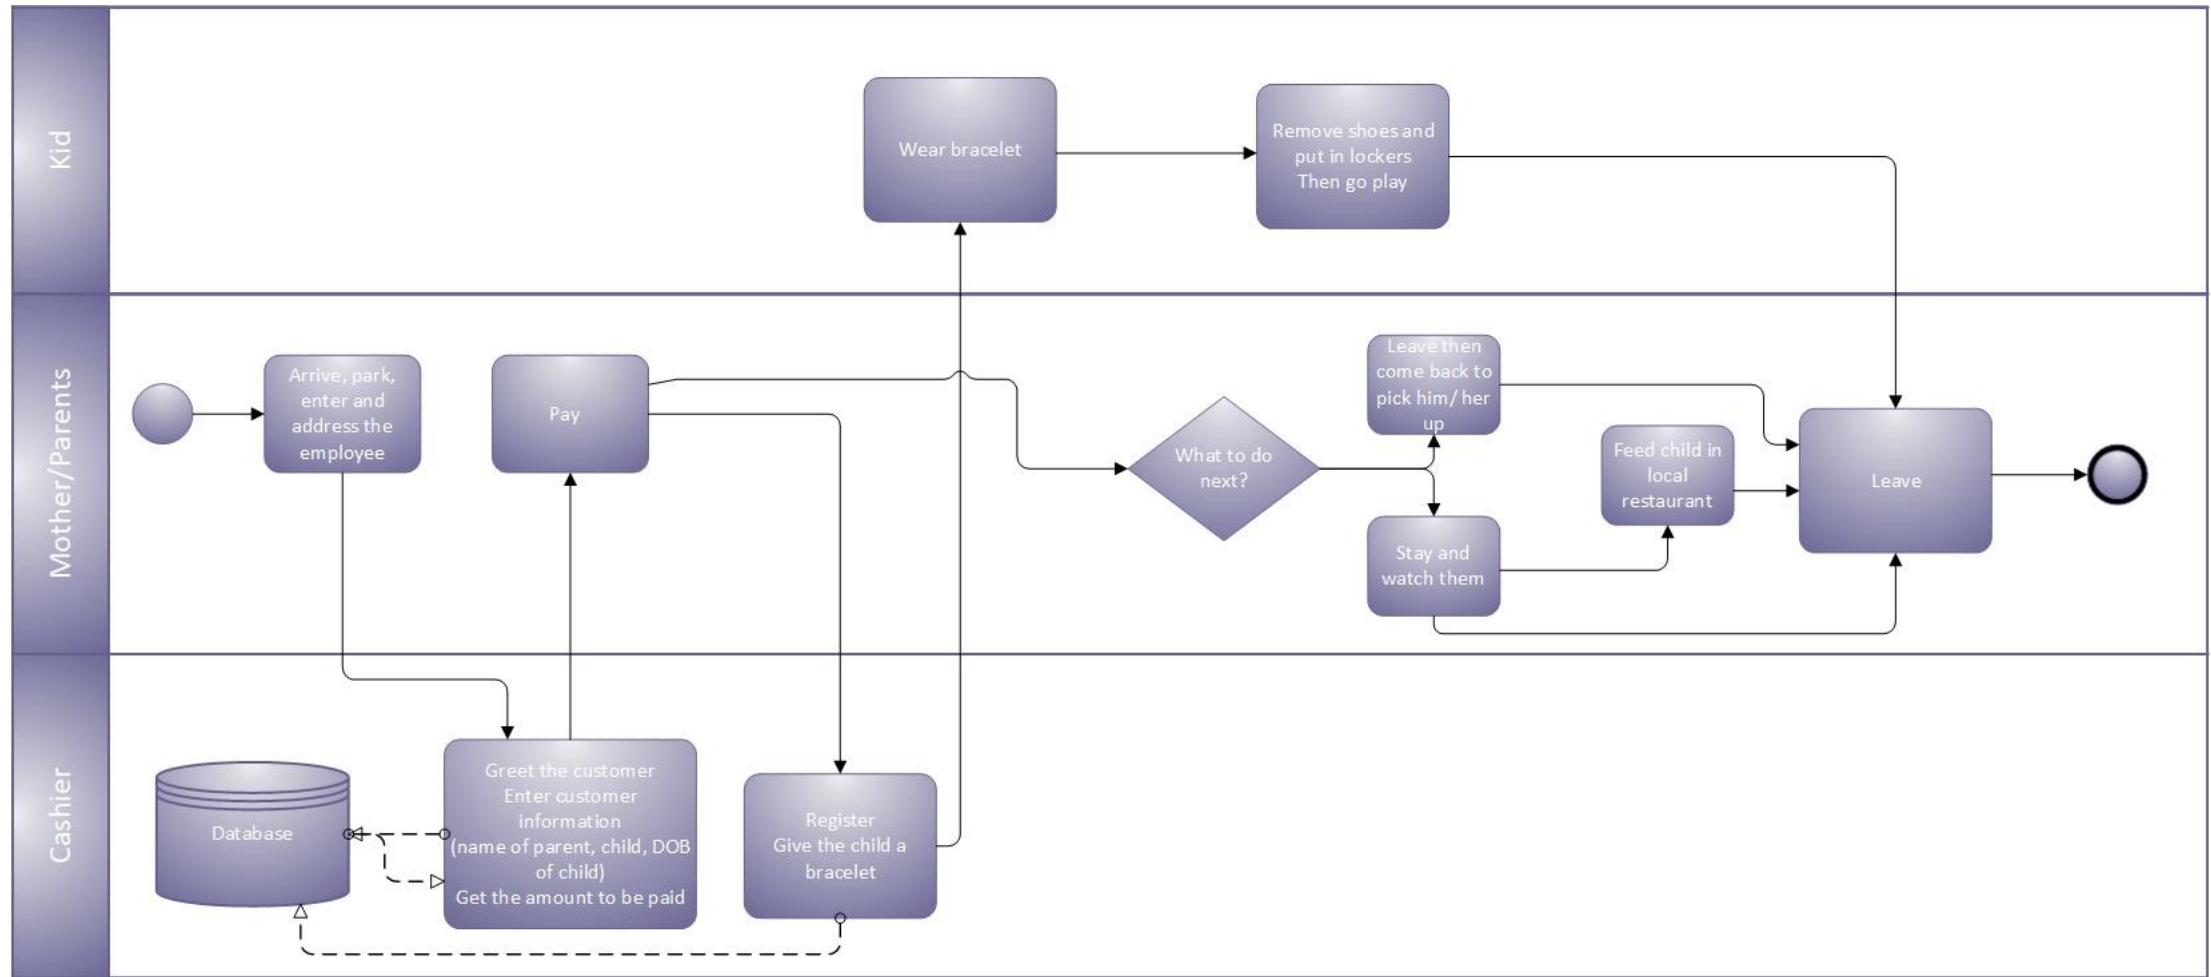 Kid
Wear bracelet
Remove shoes and
put in lockers
Then go play
Mother/Parents
Arrive, park,
enter and
address the
employee
Pay
What to do
next?
Leave then
come back to
pick him/ her
up
Stay and
watch them
Feed child in
local
restaurant
Leave
Cashier
Database
Greet the customer
Enter customer
information
(name of parent, child, DOB
of child)
Get the amount to be paid
Register
Give the child a
bracelet